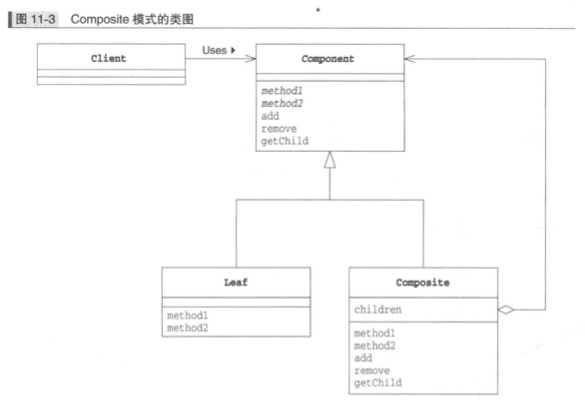 图 11-3 Composite 模式的类图
Client
Uses
Component
method1
method2
add
remove
getChild
Leaf
method1
method2
Composite
children
method1
method2
add
remove
getChild